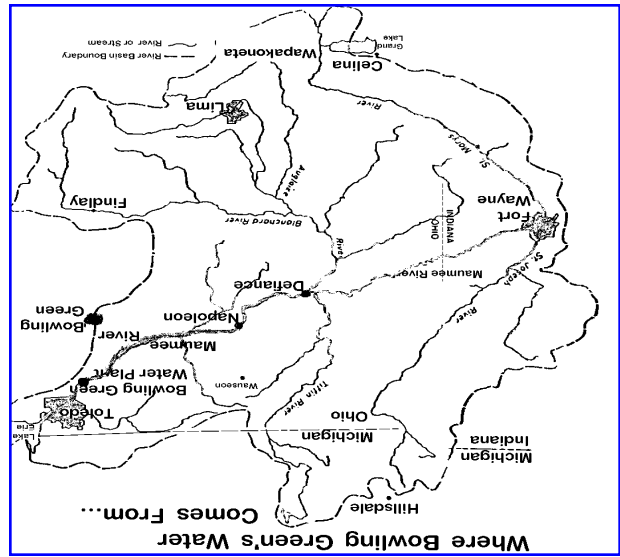 Where Bowling Green's Water
Comes From...
Hillsdale
Michigan
Indiana
Michigan
Ohio
Lake
Erie
Toledo
Tiffin River
Wauseon
Bowling Green
Water Plant
Maumee
River
Bowling
Green
Napoleon
River
St. Joseph
Defiance
Maumee River
Fort
Wayne
INDIANA
OHIO
River
Blanchard River
Findlay
Auglaize
St. Marys
River
Lima
Wapakoneta
Celina
Grand
Lake
River Basin Boundary
River or Stream